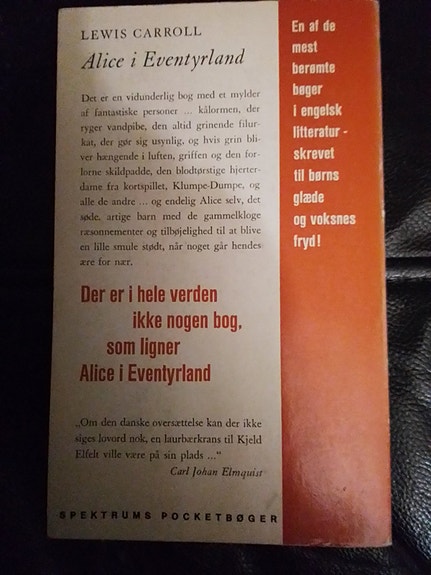 LEWIS CARROLL
Alice i Eventyrland
Det er en vidunderlig bog med et mylder
af fantastiske personer ... kålormen, der
ryger vandpibe, den altid grinende filur-
kat, der gør sig usynlig, og hvis grin bli-
ver hængende i luften, griffen og den for-
lorne skildpadde, den blodtørstige hjerter-
dame fra kortspillet, Klumpe-Dumpe, og
alle de andre ... og endelig Alice selv, det
søde, artige barn med de gammelkloge
ræsonnementer og tilbøjelighed til at blive
en lille smule stødt, når noget går hendes
ære for nær.
Der er i hele verden
ikke nogen bog,
som ligner
Alice i Eventyrland
„Om den danske oversættelse kan der ikke
siges lovord nok, en laurbærkrans til Kjeld
Elfelt ville være på sin plads ...”
Carl Johan Elmquist
SPEKTRUMS POCKETBØGER
En af de
mest
berømte
bøger
i engelsk
litteratur -
skrevet
til børns
glæde
og voksnes
fryd!